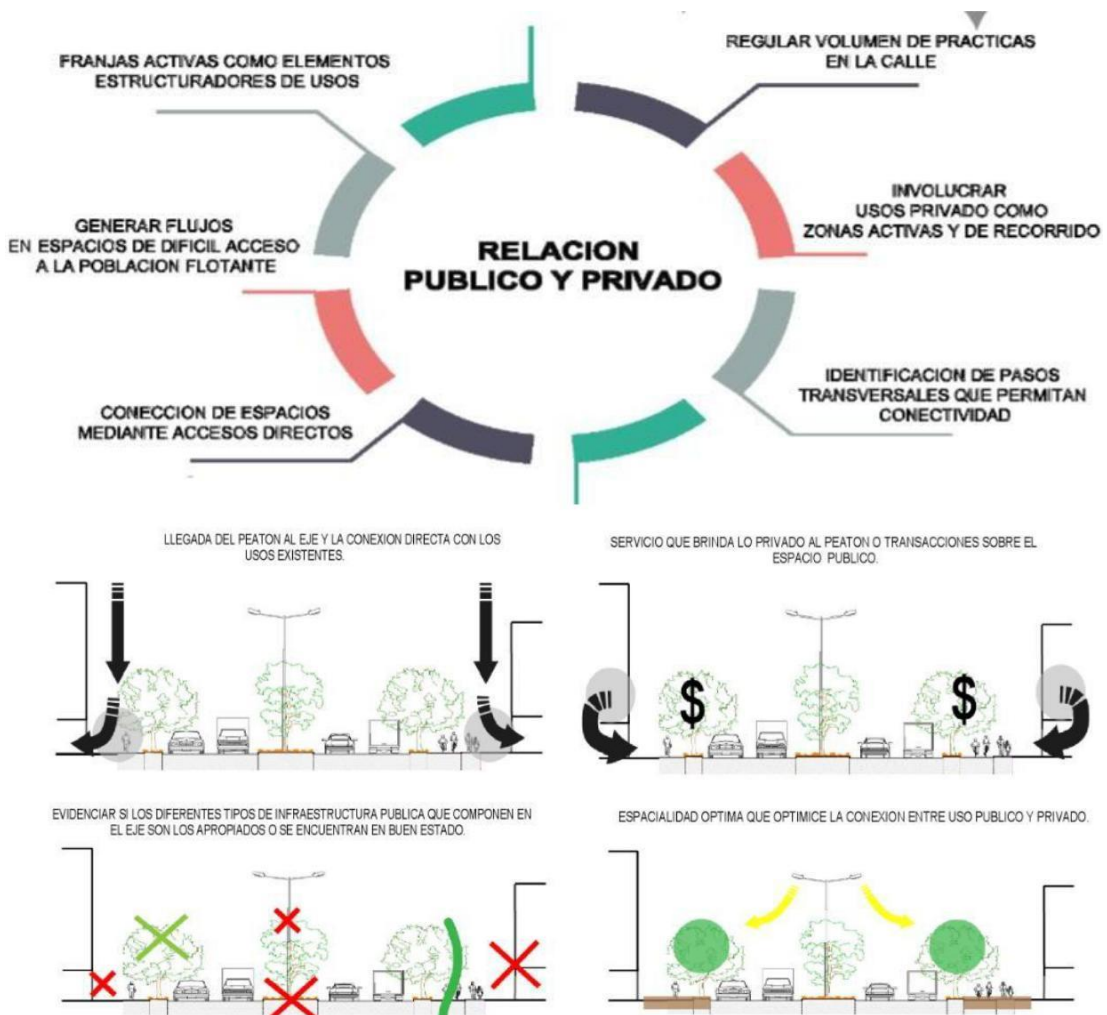 FRANJAS ACTIVAS COMO ELEMENTOS
ESTRUCTURADORES DE USOS
REGULAR VOLUMEN DE PRACTICAS
EN LA CALLE
GENERAR FLUJOS
EN ESPACIOS DE DIFICIL ACCESO
A LA POBLACION FLOTANTE
INVOLUCRAR
USOS PRIVADO COMO
ZONAS ACTIVAS Y DE RECORRIDO
RELACION
PUBLICO Y PRIVADO
CONECCION DE ESPACIOS
MEDIANTE ACCESOS DIRECTOS
IDENTIFICACION DE PASOS
TRANSVERSALES QUE PERMITAN
CONECTIVIDAD
LLEGADA DEL PEATON AL EJE Y LA CONEXION DIRECTA CON LOS
USOS EXISTENTES.
SERVICIO QUE BRINDA LO PRIVADO AL PEATON O TRANSACCIONES SOBRE EL
ESPACIO PUBLICO.
$ $
EVIDENCIAR SI LOS DIFERENTES TIPOS DE INFRAESTRUCTURA PUBLICA QUE COMPONEN EN
EL EJE SON LOS APROPIADOS O SE ENCUENTRAN EN BUEN ESTADO.
ESPACIALIDAD OPTIMA QUE OPTIMICE LA CONEXION ENTRE USO PUBLICO Y PRIVADO.